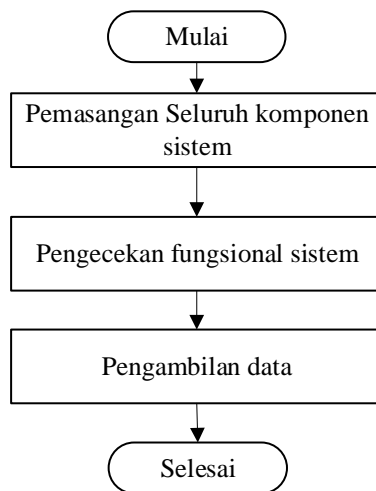 Mulai
Pemasangan Seluruh komponen
sistem
Pengecekan fungsional sistem
Pengambilan data
Selesai